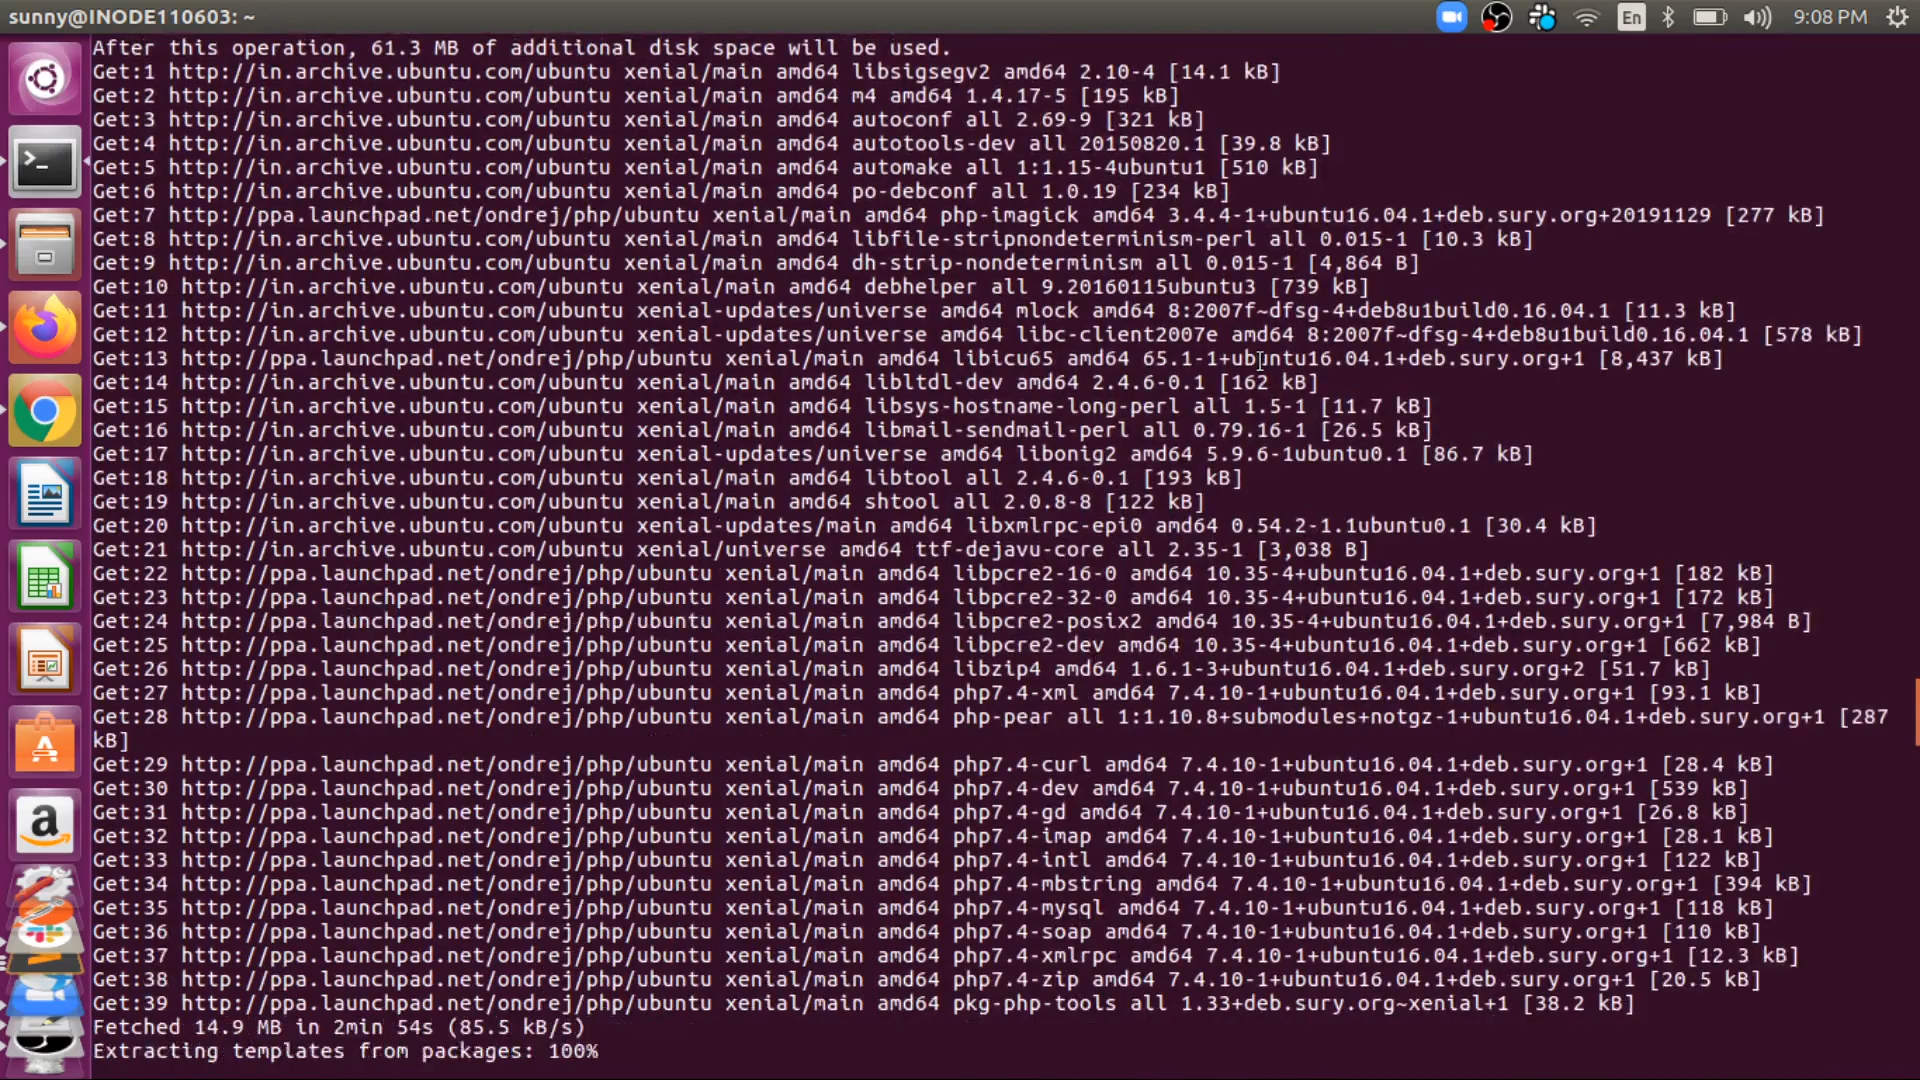 sunny@INODE110603: ~
En
9:08 PM
After this operation, 61.3 MB of additional disk space will be used.
Get:1 http://in.archive.ubuntu.com/ubuntu xenial/main amd64 libsigsegv2 amd64 2.10-4 [14.1 kB]
Get:2 http://in.archive.ubuntu.com/ubuntu xenial/main amd64 m4 amd64 1.4.17-5 [195 kB]
Get:3 http://in.archive.ubuntu.com/ubuntu xenial/main amd64 autoconf all 2.69-9 [321 kB]
Get:4 http://in.archive.ubuntu.com/ubuntu xenial/main amd64 autotools-dev all 20150820.1 [39.8 kB]
Get:5 http://in.archive.ubuntu.com/ubuntu xenial/main amd64 automake all 1:1.15-4ubuntu1 [510 kB]
Get:6 http://in.archive.ubuntu.com/ubuntu xenial/main amd64 po-debconf all 1.0.19 [234 kB]
Get:7 http://ppa.launchpad.net/ondrej/php/ubuntu xenial/main amd64 php-imagick amd64 3.4.4-1+ubuntu16.04.1+deb.sury.org+20191129 [277 kB]
Get:8 http://in.archive.ubuntu.com/ubuntu xenial/main amd64 libfile-stripnondeterminism-perl all 0.015-1 [10.3 kB]
Get:9 http://in.archive.ubuntu.com/ubuntu xenial/main amd64 dh-strip-nondeterminism all 0.015-1 [4,864 B]
Get:10 http://in.archive.ubuntu.com/ubuntu xenial/main amd64 debhelper all 9.20160115ubuntu3 [739 kB]
Get:11 http://in.archive.ubuntu.com/ubuntu xenial-updates/universe amd64 mlock amd64 8:2007f~dfsg-4+deb8u1build0.16.04.1 [11.3 kB]
Get:12 http://in.archive.ubuntu.com/ubuntu xenial-updates/universe amd64 libc-client2007e amd64 8:2007f~dfsg-4+deb8u1build0.16.04.1 [578 kB]
Get:13 http://ppa.launchpad.net/ondrej/php/ubuntu xenial/main amd64 libicu65 amd64 65.1-1+ubuntu16.04.1+deb.sury.org+1 [8,437 kB]
Get:14 http://in.archive.ubuntu.com/ubuntu xenial/main amd64 libltdl-dev amd64 2.4.6-0.1 [162 kB]
Get:15 http://in.archive.ubuntu.com/ubuntu xenial/main amd64 libsys-hostname-long-perl all 1.5-1 [11.7 kB]
Get:16 http://in.archive.ubuntu.com/ubuntu xenial/main amd64 libmail-sendmail-perl all 0.79.16-1 [26.5 kB]
Get:17 http://in.archive.ubuntu.com/ubuntu xenial-updates/universe amd64 libonig2 amd64 5.9.6-1ubuntu0.1 [86.7 kB]
Get:18 http://in.archive.ubuntu.com/ubuntu xenial/main amd64 libtool all 2.4.6-0.1 [193 kB]
Get:19 http://in.archive.ubuntu.com/ubuntu xenial/main amd64 shtool all 2.0.8-8 [122 kB]
Get:20 http://in.archive.ubuntu.com/ubuntu xenial-updates/main amd64 libxmlrpc-epi0 amd64 0.54.2-1.1ubuntu0.1 [30.4 kB]
Get:21 http://in.archive.ubuntu.com/ubuntu xenial/universe amd64 ttf-dejavu-core all 2.35-1 [3,038 B]
Get:22 http://ppa.launchpad.net/ondrej/php/ubuntu xenial/main amd64 libpcre2-16-0 amd64 10.35-4+ubuntu16.04.1+deb.sury.org+1 [182 kB]
Get:23 http://ppa.launchpad.net/ondrej/php/ubuntu xenial/main amd64 libpcre2-32-0 amd64 10.35-4+ubuntu16.04.1+deb.sury.org+1 [172 kB]
Get:24 http://ppa.launchpad.net/ondrej/php/ubuntu xenial/main amd64 libpcre2-posix2 amd64 10.35-4+ubuntu16.04.1+deb.sury.org+1 [7,984 B]
Get:25 http://ppa.launchpad.net/ondrej/php/ubuntu xenial/main amd64 libpcre2-dev amd64 10.35-4+ubuntu16.04.1+deb.sury.org+1 [662 kB]
Get:26 http://ppa.launchpad.net/ondrej/php/ubuntu xenial/main amd64 libzip4 amd64 1.6.1-3+ubuntu16.04.1+deb.sury.org+2 [51.7 kB]
Get:27 http://ppa.launchpad.net/ondrej/php/ubuntu xenial/main amd64 php7.4-xml amd64 7.4.10-1+ubuntu16.04.1+deb.sury.org+1 [93.1 kB]
Get:28 http://ppa.launchpad.net/ondrej/php/ubuntu xenial/main amd64 php-pear all 1:1.10.8+submodules+notgz-1+ubuntu16.04.1+deb.sury.org+1 [287
kB]
Get:29 http://ppa.launchpad.net/ondrej/php/ubuntu xenial/main amd64 php7.4-curl amd64 7.4.10-1+ubuntu16.04.1+deb.sury.org+1 [28.4 kB]
Get:30 http://ppa.launchpad.net/ondrej/php/ubuntu xenial/main amd64 php7.4-dev amd64 7.4.10-1+ubuntu16.04.1+deb.sury.org+1 [539 kB]
Get:31 http://ppa.launchpad.net/ondrej/php/ubuntu xenial/main amd64 php7.4-gd amd64 7.4.10-1+ubuntu16.04.1+deb.sury.org+1 [26.8 kB]
Get:32 http://ppa.launchpad.net/ondrej/php/ubuntu xenial/main amd64 php7.4-imap amd64 7.4.10-1+ubuntu16.04.1+deb.sury.org+1 [28.1 kB]
Get:33 http://ppa.launchpad.net/ondrej/php/ubuntu xenial/main amd64 php7.4-intl amd64 7.4.10-1+ubuntu16.04.1+deb.sury.org+1 [122 kB]
Get:34 http://ppa.launchpad.net/ondrej/php/ubuntu xenial/main amd64 php7.4-mbstring amd64 7.4.10-1+ubuntu16.04.1+deb.sury.org+1 [394 kB]
Get:35 http://ppa.launchpad.net/ondrej/php/ubuntu xenial/main amd64 php7.4-mysql amd64 7.4.10-1+ubuntu16.04.1+deb.sury.org+1 [118 kB]
Get:36 http://ppa.launchpad.net/ondrej/php/ubuntu xenial/main amd64 php7.4-soap amd64 7.4.10-1+ubuntu16.04.1+deb.sury.org+1 [110 kB]
Get:37 http://ppa.launchpad.net/ondrej/php/ubuntu xenial/main amd64 php7.4-xmlrpc amd64 7.4.10-1+ubuntu16.04.1+deb.sury.org+1 [12.3 kB]
Get:38 http://ppa.launchpad.net/ondrej/php/ubuntu xenial/main amd64 php7.4-zip amd64 7.4.10-1+ubuntu16.04.1+deb.sury.org+1 [20.5 kB]
Get:39 http://ppa.launchpad.net/ondrej/php/ubuntu xenial/main amd64 pkg-php-tools all 1.33+deb.sury.org~xenial+1 [38.2 kB]
Fetched 14.9 MB in 2min 54s (85.5 kB/s)
Extracting templates from packages: 100%